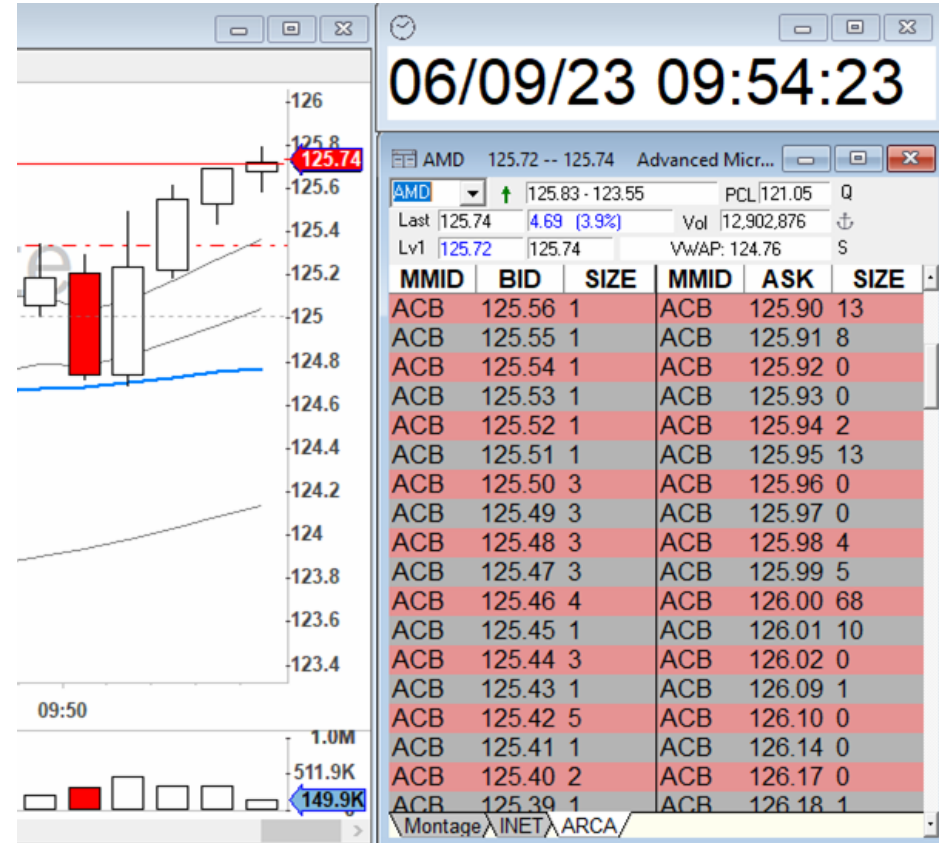 126
125.8
125.74
125.6
125.4
125.2
125
124.8
124.6
124.4
124.2
124
123.8
123.6
123.4
09:50
1.0M
511.9K
149.9K
0
06/09/23 09:54:23
AMD 125.72 -- 125.74 Advanced Micr...
AMD 125.83 - 123.55 PCL 121.05 Q
Last 125.74 4.69 (3.9%) Vol 12,902,876
Lv1 125.72 125.74 VWAP: 124.76 S
MMID BID SIZE MMID ASK SIZE
ACB 125.56 1 ACB 125.90 13
ACB 125.55 1 ACB 125.91 8
ACB 125.54 1 ACB 125.92 0
ACB 125.53 1 ACB 125.93 0
ACB 125.52 1 ACB 125.94 2
ACB 125.51 1 ACB 125.95 13
ACB 125.50 3 ACB 125.96 0
ACB 125.49 3 ACB 125.97 0
ACB 125.48 3 ACB 125.98 4
ACB 125.47 3 ACB 125.99 5
ACB 125.46 4 ACB 126.00 68
ACB 125.45 1 ACB 126.01 10
ACB 125.44 3 ACB 126.02 0
ACB 125.43 1 ACB 126.09 1
ACB 125.42 5 ACB 126.10 0
ACB 125.41 1 ACB 126.14 0
ACB 125.40 2 ACB 126.17 0
ACB 125.39 1 ACB 126.18 1
Montage INET ARCA